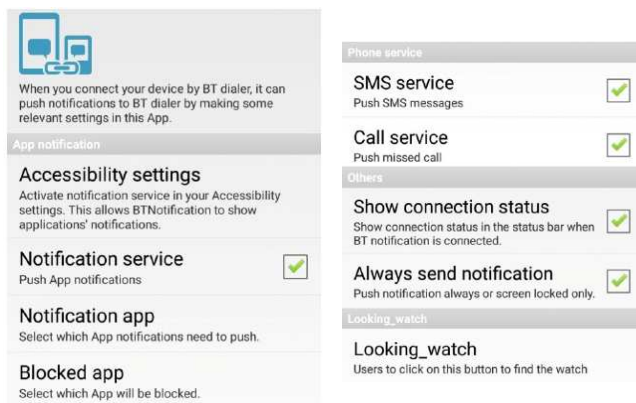 When you connect your device by BT dialer, it can
push notifications to BT dialer by making some
relevant settings in this App.
App notification
Accessibility settings
Activate notification service in your Accessibility
settings. This allows BTNotification to show
applications' notifications.
Notification service
Push App notifications
Notification app
Select which App notifications need to push.
Blocked app
Select which App will be blocked.
Phone service
SMS service
Push SMS messages
Call service
Push missed call
Others
Show connection status
Show connection status in the status bar when
BT notification is connected.
Always send notification
Push notification always or screen locked only.
Looking_watch
Looking_watch
Users to click on this button to find the watch